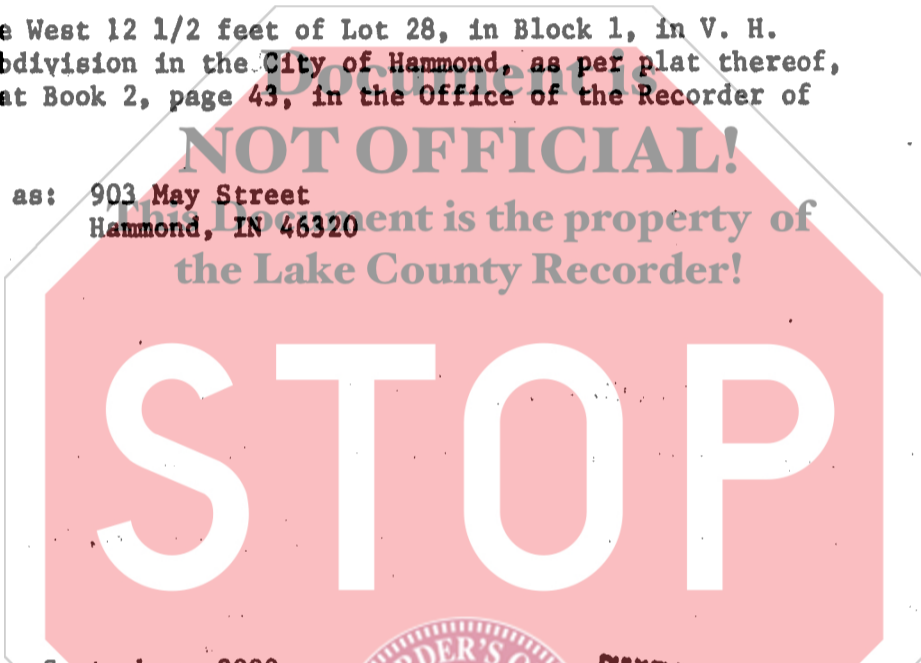 e West 12 1/2 feet of Lot 28, in Block 1, in V. H.
bdivision in the City of Hammond, as per plat thereof,
at Book 2, page 43, in the Office of the Recorder of
Document is
NOT OFFICIAL!
as: 903 May Street
This Document is the property of
Hammond, IN 46320
the Lake County Recorder!
STOP